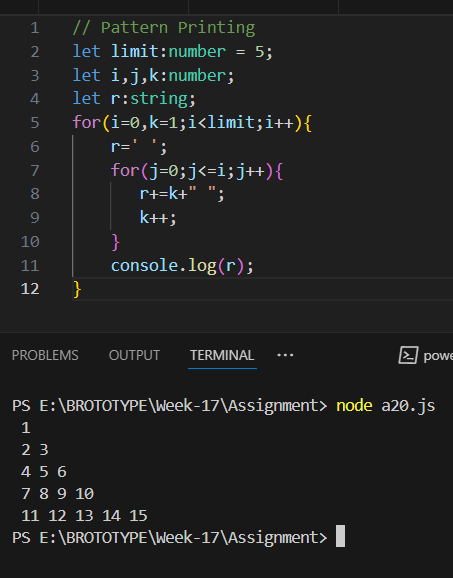 1 // Pattern Printing
2 let limit:number = 5;
3 let i,j,k:number;
4 let r:string;
5 for(i=0,k=1;i<limit;i++){
6 r=' ';
7 for(j=0;j<=i;j++){
8 r+=k+" ";
9 k++;
10 }
11 console.log(r);
12 }
PROBLEMS OUTPUT TERMINAL ··· powe
PS E:\BROTOTYPE\Week-17\Assignment> node a20.js
1
2 3
4 5 6
7 8 9 10
11 12 13 14 15
PS E:\BROTOTYPE\Week-17\Assignment>